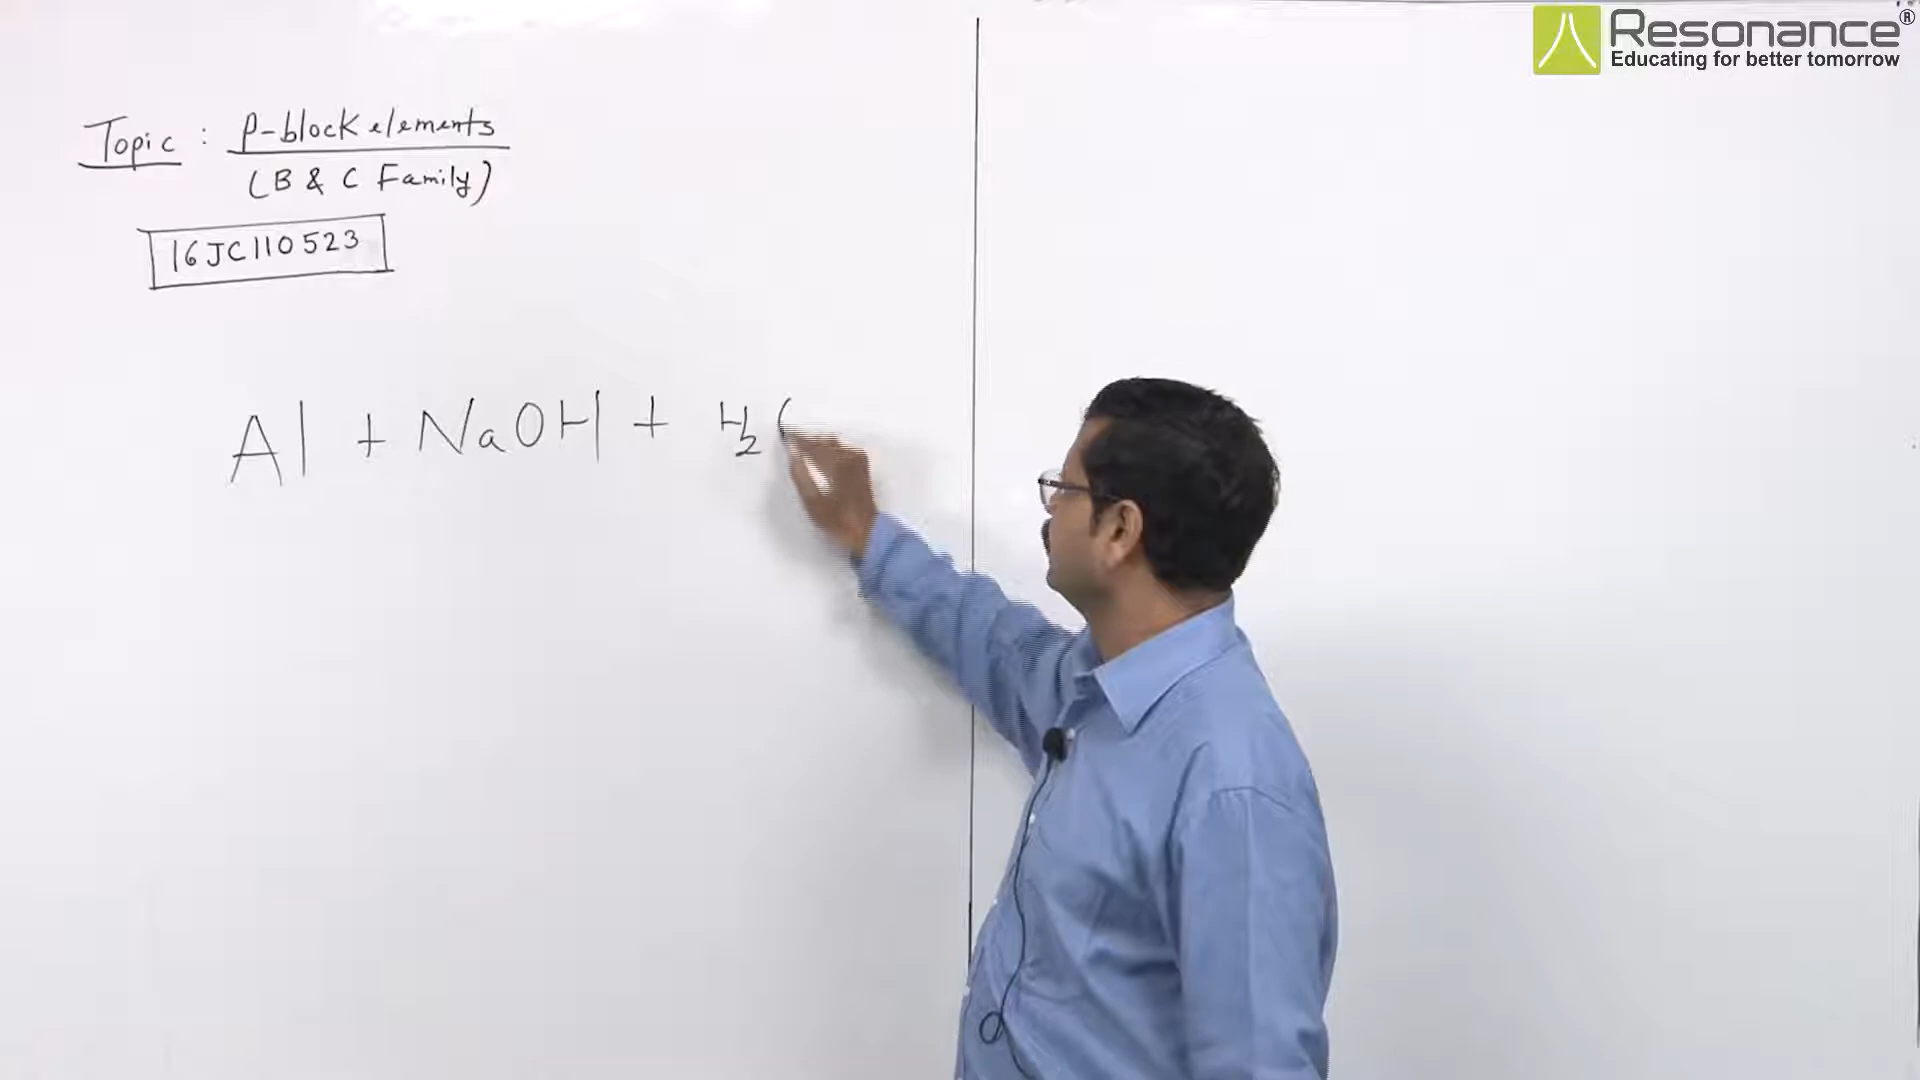 Resonance®
Educating for better tomorrow
Topic : p-block elements
(B & C Family)
16JC110523
Al + NaOH + H2